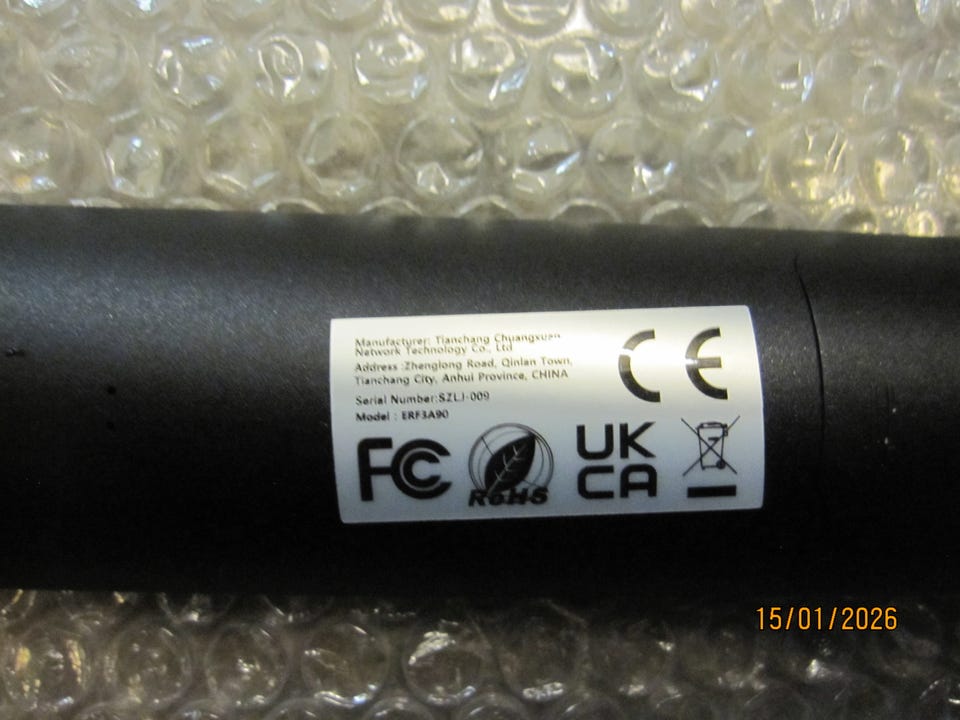 Manufacturer: Tianchang Chuangxuan
Network Technology Co., Ltd
Address :Zhenglong Road, Qinlan Town,
Tianchang City, Anhui Province, CHINA
Serial Number:SZLJ-009
Model : ERF3A90
CE
FC
RoHS
UK
CA
15/01/2026